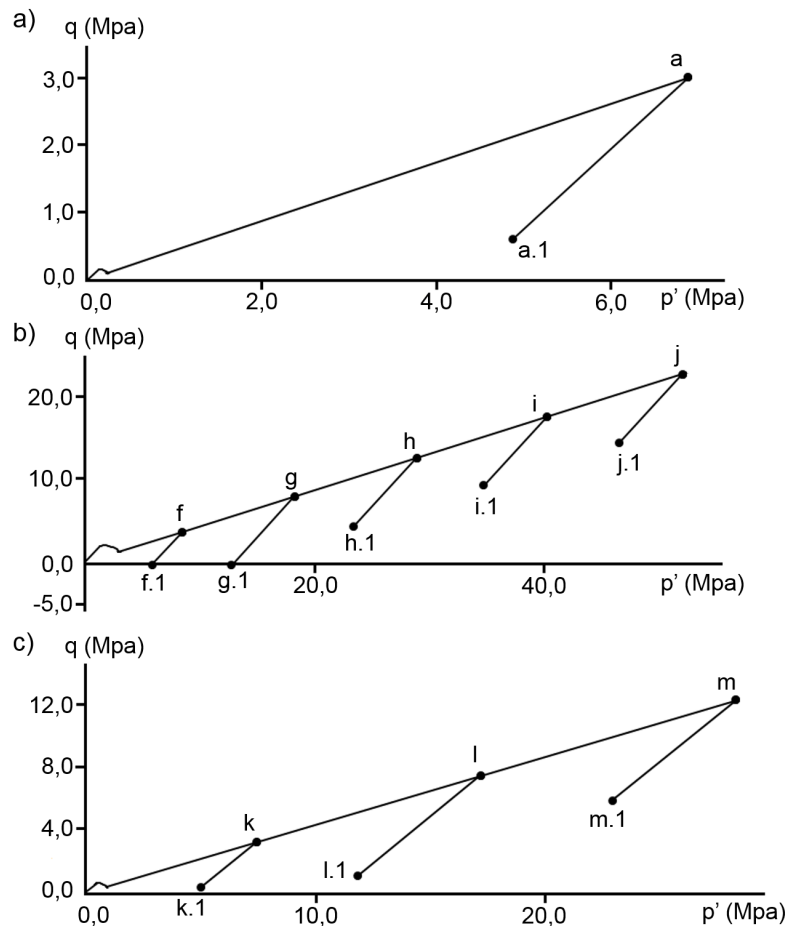 a)
q (Mpa)
3,0
2,0
1,0
0,0
a
a.1
0,0 2,0 4,0 6,0 p’ (Mpa)
b)
q (Mpa)
20,0
10,0
0,0
-5,0
f g h i j
f.1 g.1 h.1 i.1 j.1
20,0 40,0 p’ (Mpa)
c)
q (Mpa)
12,0
8,0
4,0
0,0
k l m
k.1 l.1 m.1
0,0 10,0 20,0 p’ (Mpa)